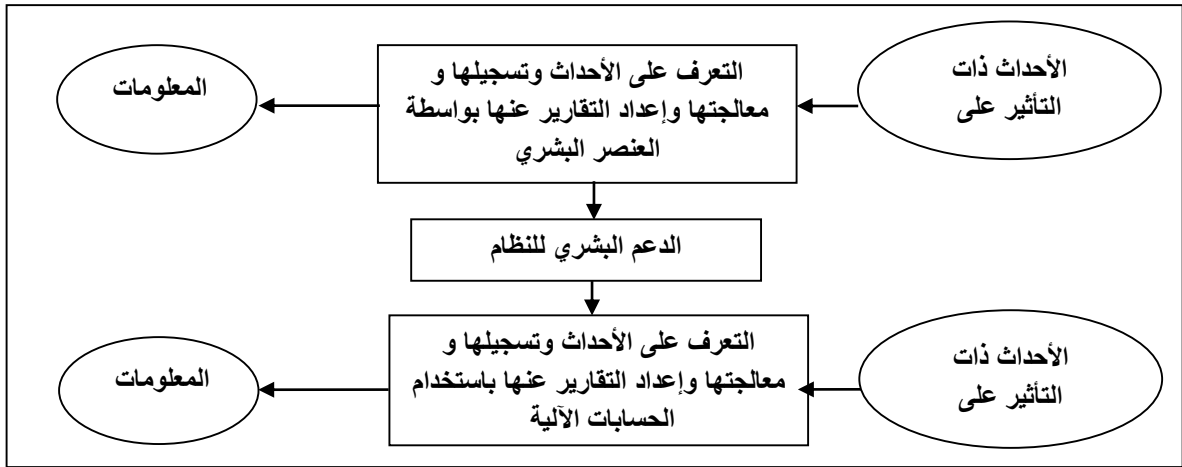 الأحداث ذات
التأثير على
التعرف على الأحداث وتسجيلها و
معالجتها وإعداد التقارير عنها بواسطة
العنصر البشري
المعلومات
الدعم البشري للنظام
الأحداث ذات
التأثير على
التعرف على الأحداث وتسجيلها و
معالجتها وإعداد التقارير عنها باستخدام
الحسابات الآلية
المعلومات